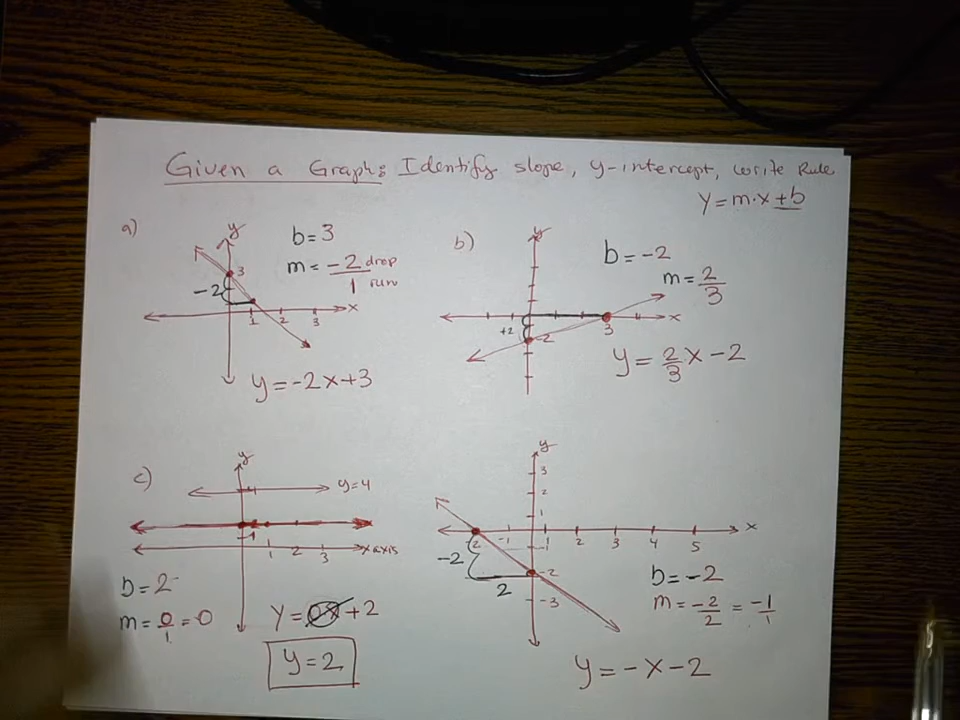 Given a Graph: Identify slope, y-intercept, write Rule
y = m·x + b
a)
y
b = 3
m = -2/1 drop run
3
-2
1 2 3 x
y = -2x + 3
b)
y
b = -2
m = 2/3
x
+2
-2
3
y = 2/3 x - 2
c)
y
y = 4
1
1 2 3 x axis
b = 2
m = 0/1 = 0
y = 0x + 2
y = 2
y
3
2
1
x
-2 -1 1 2 3 4 5
-1
-2
-2
2
-3
b = -2
m = -2/2 = -1/1
y = -x - 2